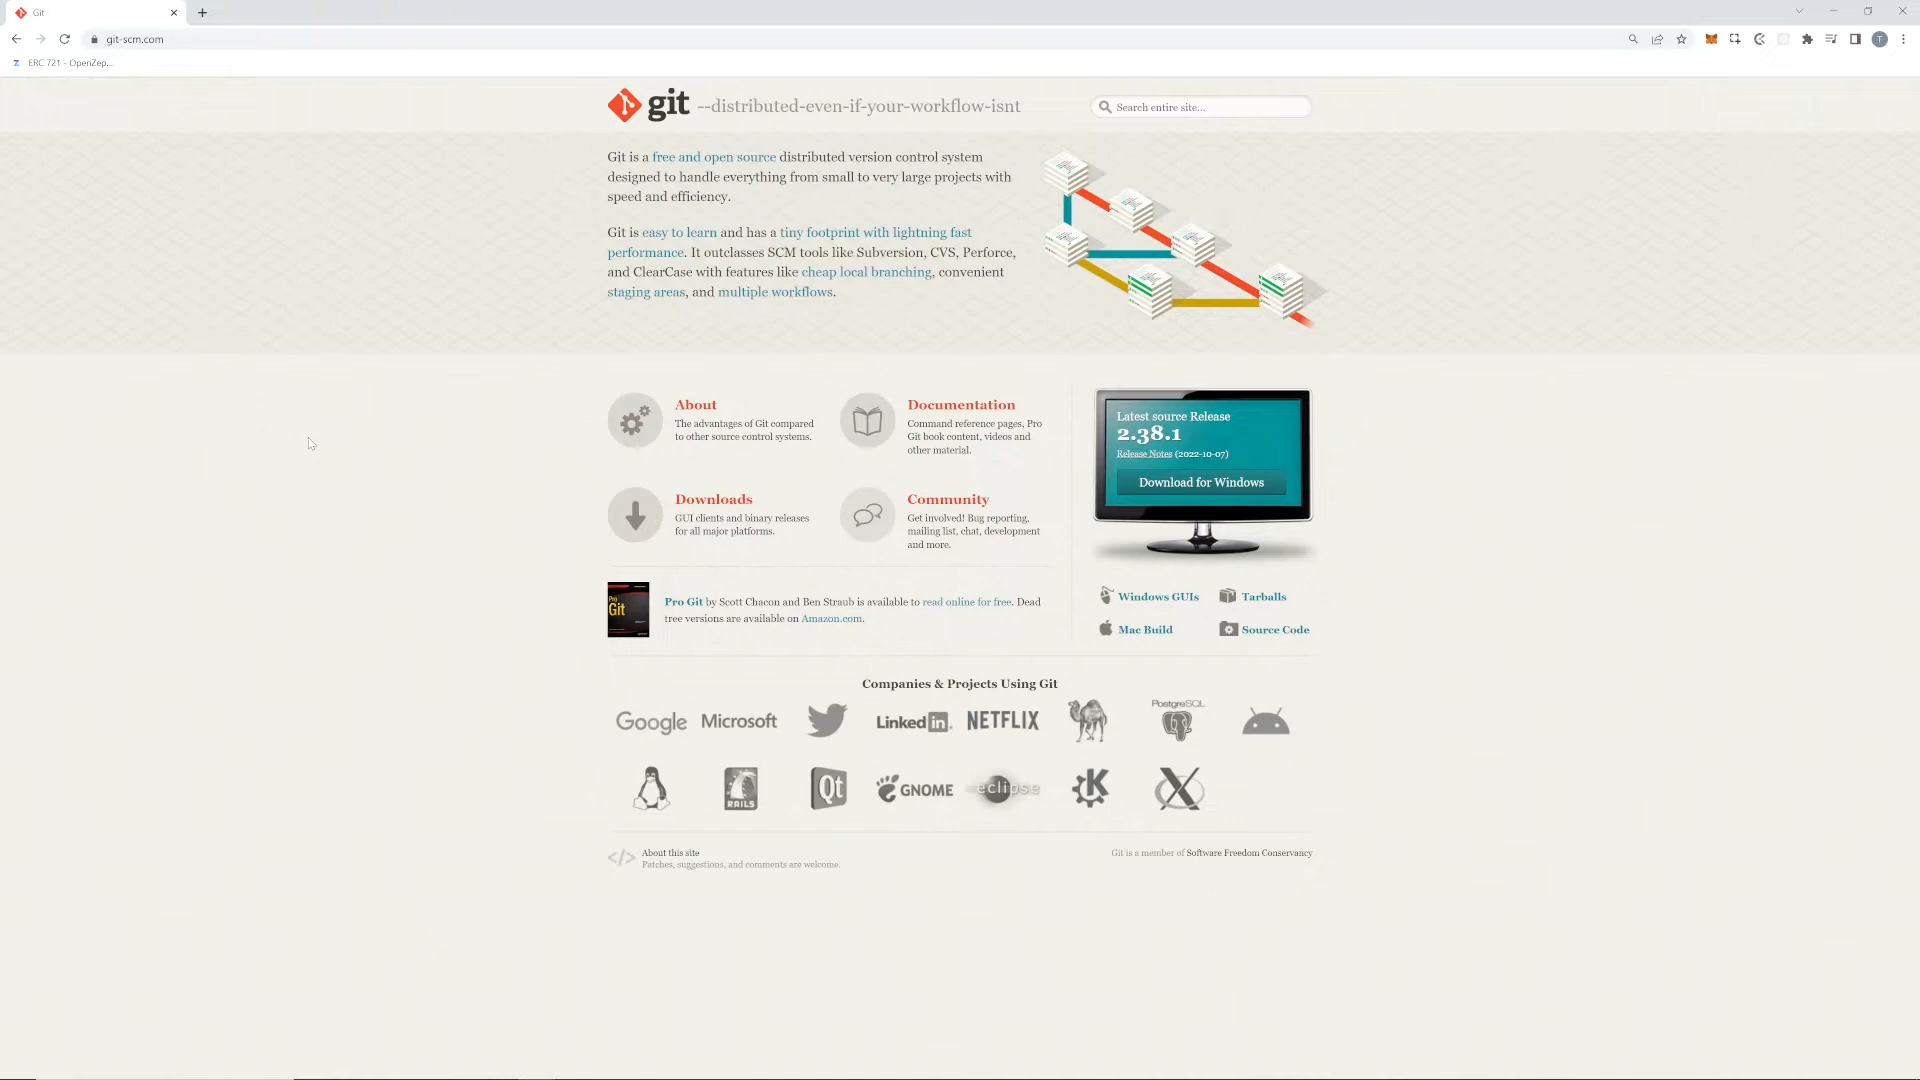 Git
git-scm.com
T
ERC 721 - OpenZep...
git --distributed-even-if-your-workflow-isnt
Search entire site...
Git is a free and open source distributed version control system
designed to handle everything from small to very large projects with
speed and efficiency.
Git is easy to learn and has a tiny footprint with lightning fast
performance. It outclasses SCM tools like Subversion, CVS, Perforce,
and ClearCase with features like cheap local branching, convenient
staging areas, and multiple workflows.
About
The advantages of Git compared
to other source control systems.
Documentation
Command reference pages, Pro
Git book content, videos and
other material.
Downloads
GUI clients and binary releases
for all major platforms.
Community
Get involved! Bug reporting,
mailing list, chat, development
and more.
Latest source Release
2.38.1
Release Notes (2022-10-07)
Download for Windows
Windows GUIs
Tarballs
Mac Build
Source Code
Pro
Git
Pro Git by Scott Chacon and Ben Straub is available to read online for free. Dead
tree versions are available on Amazon.com.
Companies & Projects Using Git
Google Microsoft LinkedIn NETFLIX PostgreSQL
RAILS Qt GNOME eclipse K X
About this site
Patches, suggestions, and comments are welcome.
Git is a member of Software Freedom Conservancy